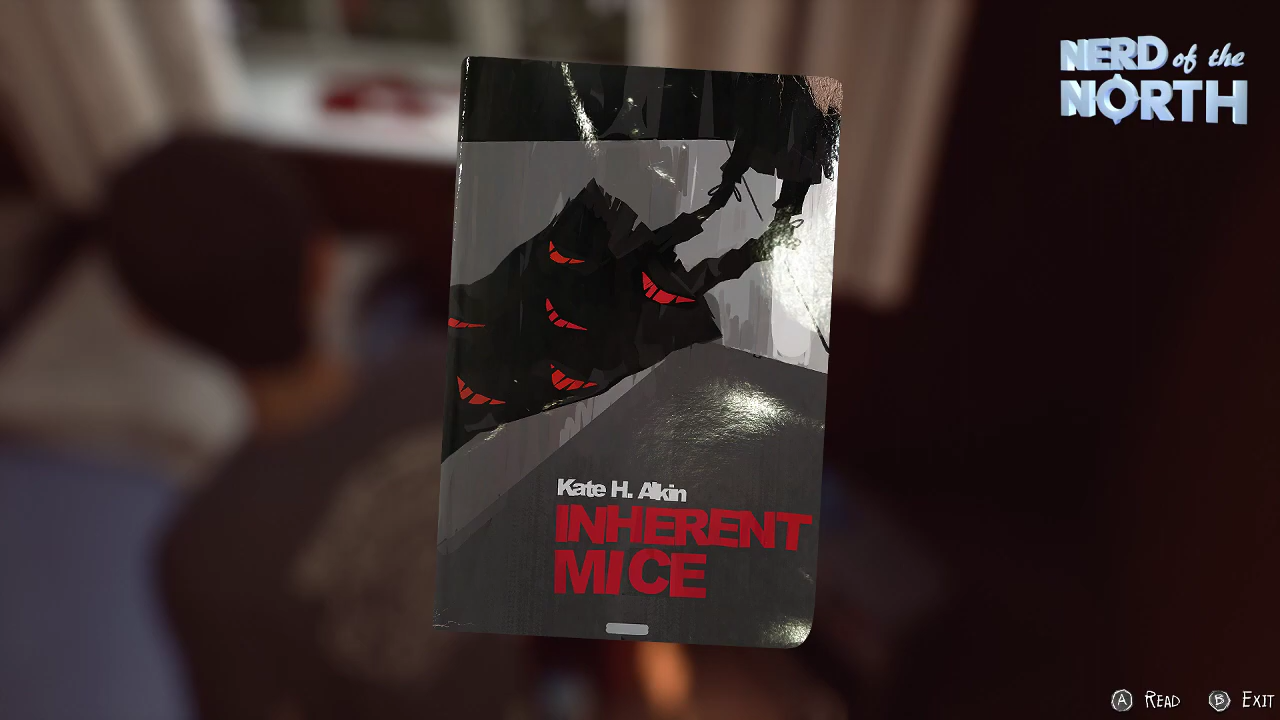 NERD of the
NORTH
Kate H. Alkin
INHERENT
MICE
A READ B EXIT